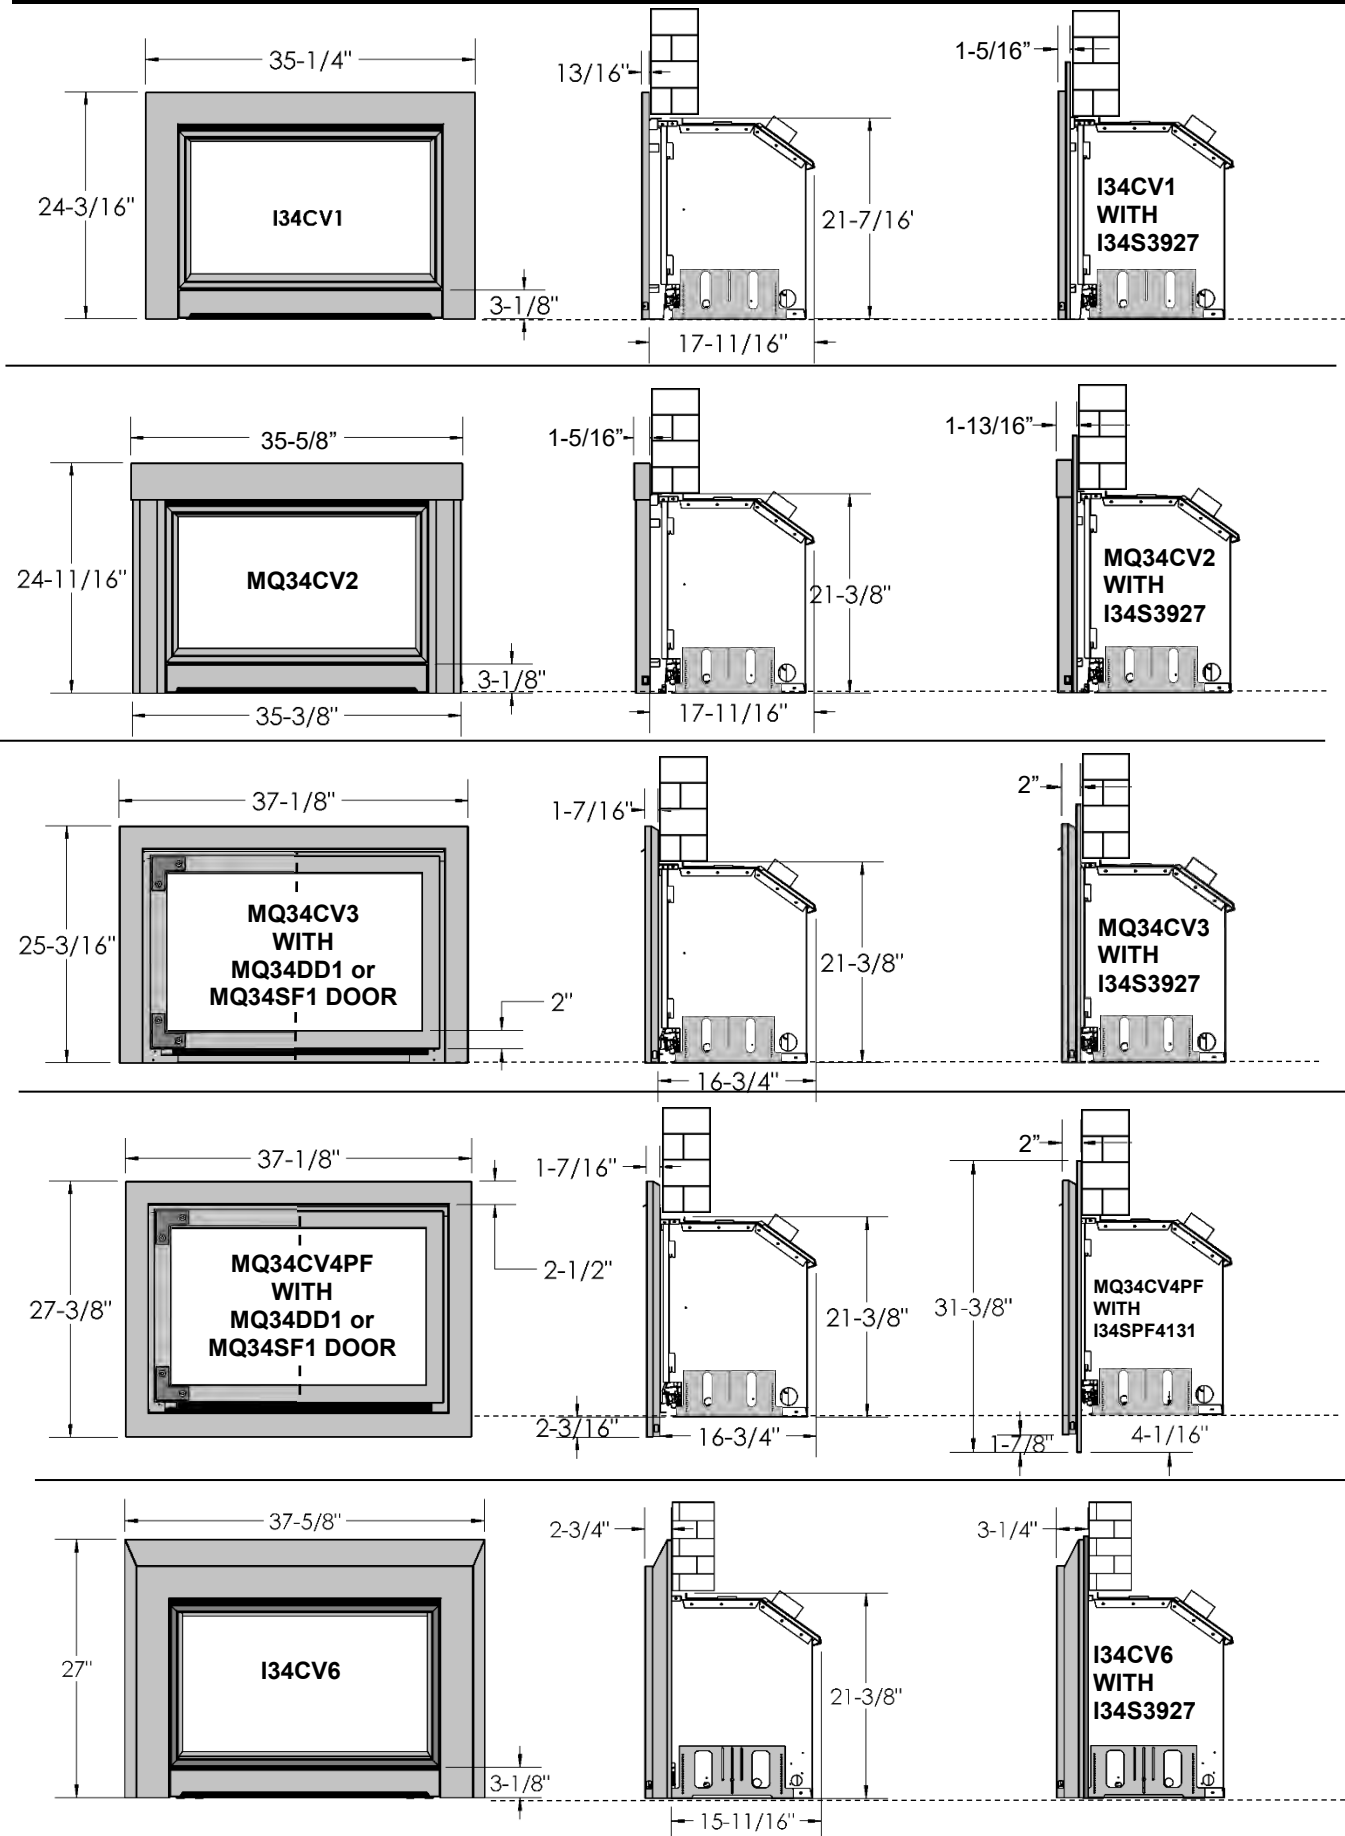 35-1/4"
13/16"
1-5/16”
24-3/16"
I34CV1
21-7/16'
I34CV1
WITH
I34S3927
3-1/8"
17-11/16"
35-5/8”
1-5/16”
1-13/16”
24-11/16"
MQ34CV2
21-3/8"
MQ34CV2
WITH
I34S3927
3-1/8"
35-3/8"
17-11/16"
37-1/8"
1-7/16"
2”
25-3/16"
MQ34CV3
WITH
MQ34DD1 or
MQ34SF1 DOOR
2"
21-3/8"
MQ34CV3
WITH
I34S3927
16-3/4"
37-1/8"
1-7/16"
2”
2-1/2"
27-3/8"
MQ34CV4PF
WITH
MQ34DD1 or
MQ34SF1 DOOR
21-3/8"
31-3/8"
MQ34CV4PF
WITH
I34SPF4131
2-3/16"
16-3/4"
1-7/8"
4-1/16"
37-5/8"
2-3/4"
3-1/4"
27"
I34CV6
21-3/8"
I34CV6
WITH
I34S3927
3-1/8"
15-11/16"